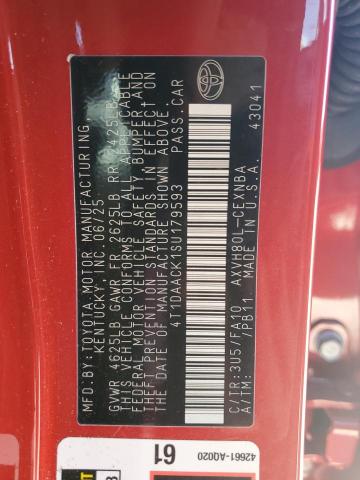 MFD. BY: TOYOTA MOTOR MANUFACTURING,
KENTUCKY, INC. 06/25
GVWR 4625LB GAWR FR 2625LB RR 2425LB
THIS VEHICLE CONFORMS TO ALL APPLICABLE
FEDERAL MOTOR VEHICLE SAFETY BUMPER AND
THEFT PREVENTION STANDARDS IN EFFECT ON
THE DATE OF MANUFACTURE SHOWN ABOVE.
4T1DAACK1SU179593 PASS.CAR
C/TR:3U5/FA10 AXVH80L-CEXNBA
A/TM: /PB11 MADE IN U.S.A. 43041
42661-AQ020
61